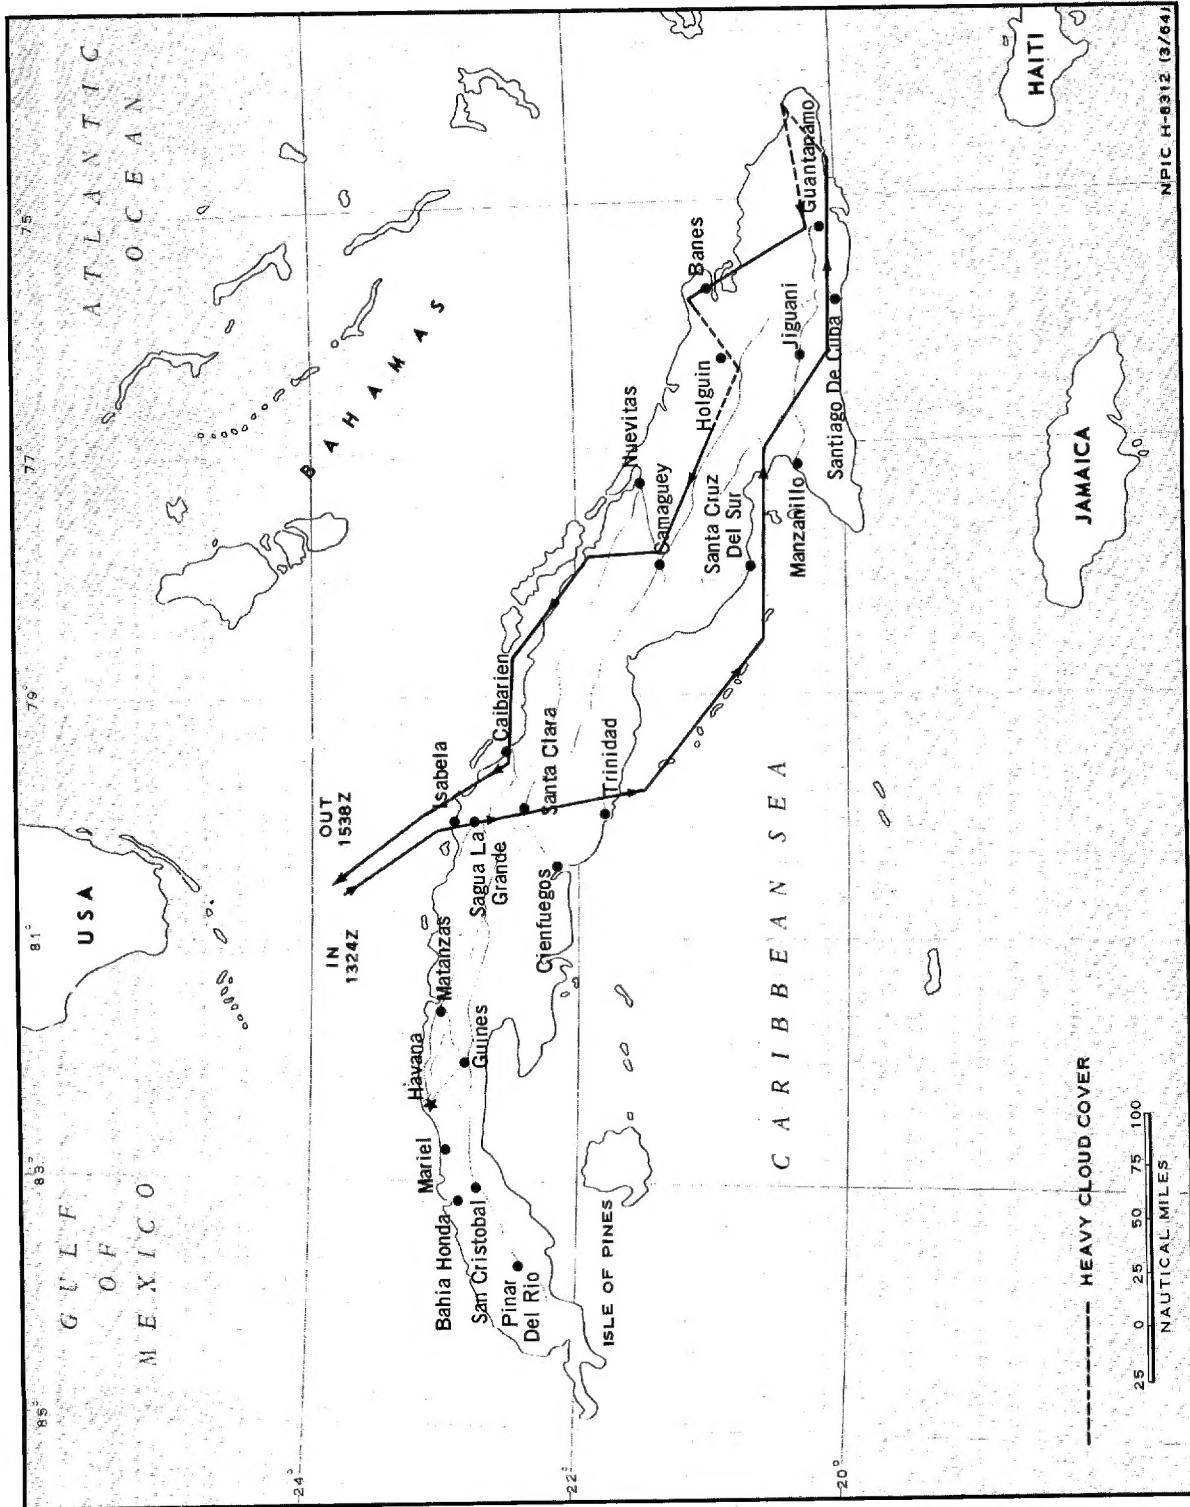 85°
83°
81°
79°
77
75°
GULF
OF
MEXICO
USA
ATLANTIC
OCEAN
BAHAMAS
24°
22°
20°
IN
1324Z
OUT
1538Z
Havana
Mariel
Bahia Honda
San Cristobal
Pinar
Del Rio
Matanzas
Guines
Isabela
Sagua La
Grande
Cienfuegos
Caibarien
Santa Clara
Trinidad
Nuevitas
Samaguey
Santa Cruz
Del Sur
Holguin
Banes
Manzanillo
Jiguani
Santiago De Cuba
Guantanámo
ISLE OF PINES
CARIBBEAN SEA
JAMAICA
HAITI
HEAVY CLOUD COVER
25 0 25 50 75 100
NAUTICAL MILES
NPIC H-8312 (3/64)